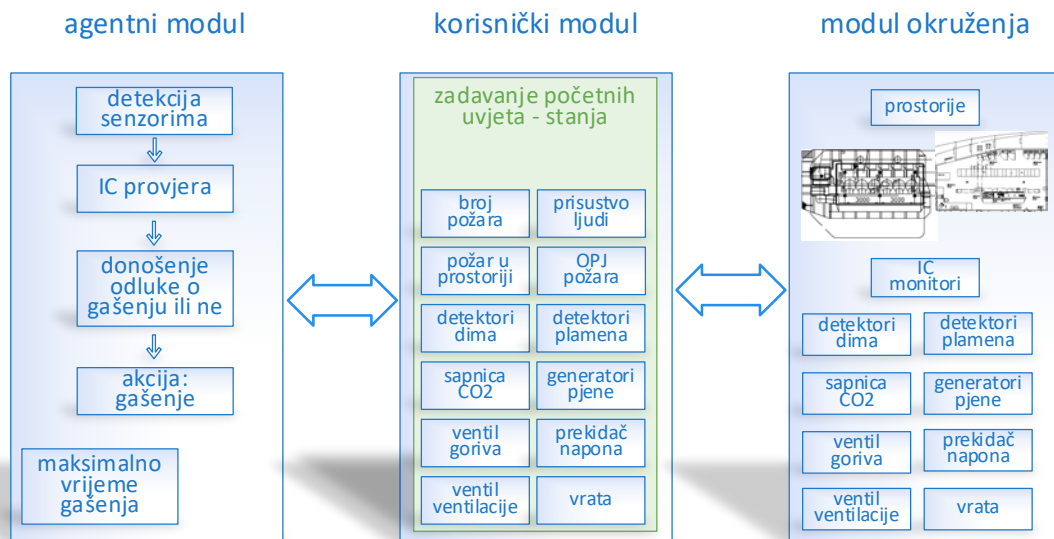 agentni modul
korisnički modul
modul okruženja
detekcija
senzorima
IC provjera
donošenje
odluke o
gašenju ili ne
akcija:
gašenje
maksimalno
vrijeme
gašenja
zadavanje početnih
uvjeta - stanja
broj
požara
prisustvo
ljudi
požar u
prostoriji
OPJ
požara
detektori
dima
detektori
plamena
sapnica
CO2
generatori
pjene
ventil
goriva
prekidač
napona
ventil
ventilacije
vrata
prostorije
IC
monitori
detektori
dima
detektori
plamena
sapnica
CO2
generatori
pjene
ventil
goriva
prekidač
napona
ventil
ventilacije
vrata